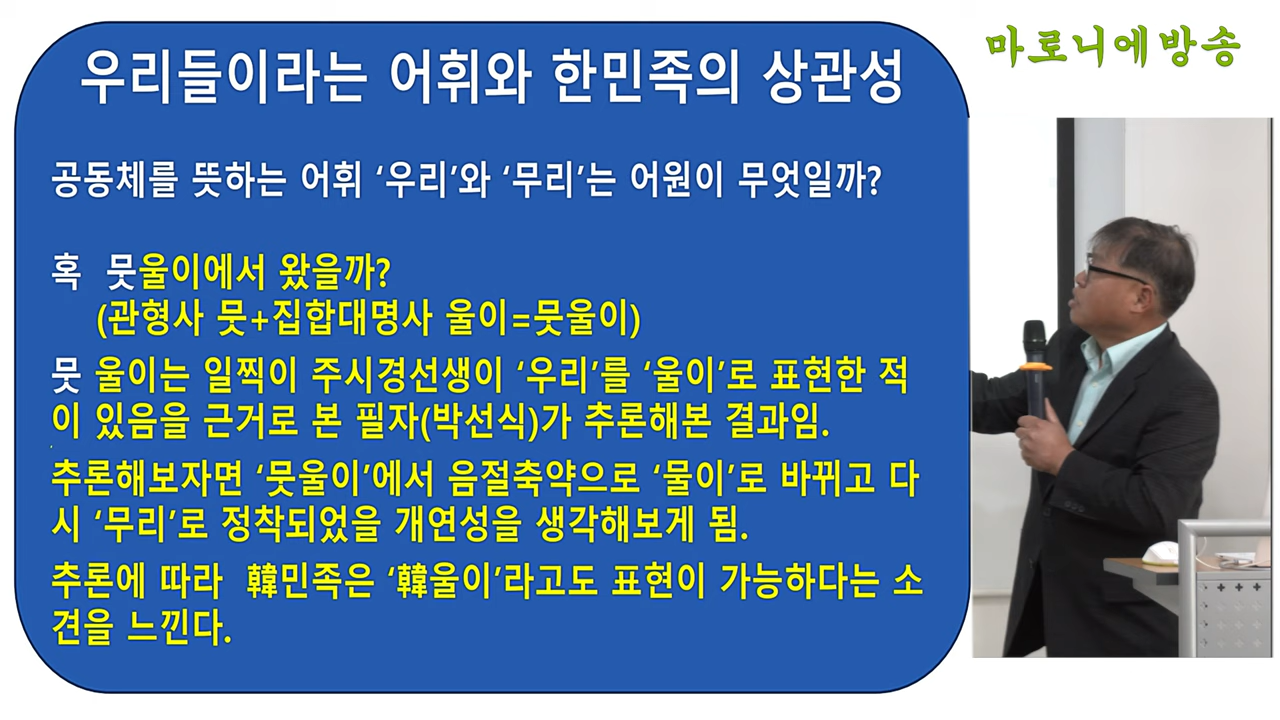 우리들이라는 어휘와 한민족의 상관성
마로니에방송
공동체를 뜻하는 어휘 ‘우리’와 ‘무리’는 어원이 무엇일까?
혹 뭇울이에서 왔을까?
(관형사 뭇+집합대명사 울이=뭇울이)
뭇 울이는 일찍이 주시경선생이 ‘우리’를 ‘울이’로 표현한 적
이 있음을 근거로 본 필자(박선식)가 추론해본 결과임.
추론해보자면 ‘뭇울이’에서 음절축약으로 ‘물이’로 바뀌고 다
시 ‘무리’로 정착되었을 개연성을 생각해보게 됨.
추론에 따라 韓민족은 ‘韓울이’라고도 표현이 가능하다는 소
견을 느낀다.